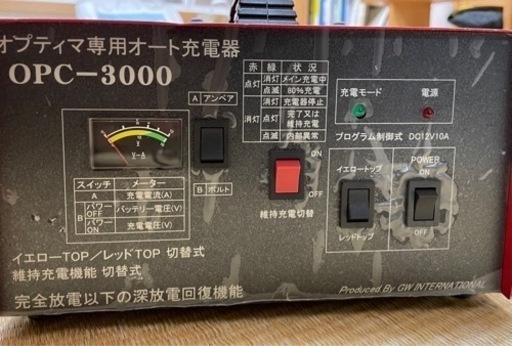 オプティマ専用オート充電器
OPC－3000
赤 緑 状況
点灯 消灯 メイン充電中
点滅 80%充電
消灯 消灯 充電器停止
点灯 完了又は維持充電
点滅 内部異常
充電モード 電源
プログラム制御式 DC12V10A
A アンペア
B ボルト
V-A
スイッチ メーター
A 充電電流(A)
B パワーOFF バッテリー電圧(V)
パワーON 充電電圧(V)
ON
OFF
維持充電切替
イエロートップ
レッドトップ
POWER
ON
OFF
イエローTOP／レッドTOP 切替式
維持充電機能 切替式
完全放電以下の深放電回復機能
Produced By GW INTERNATIONAL